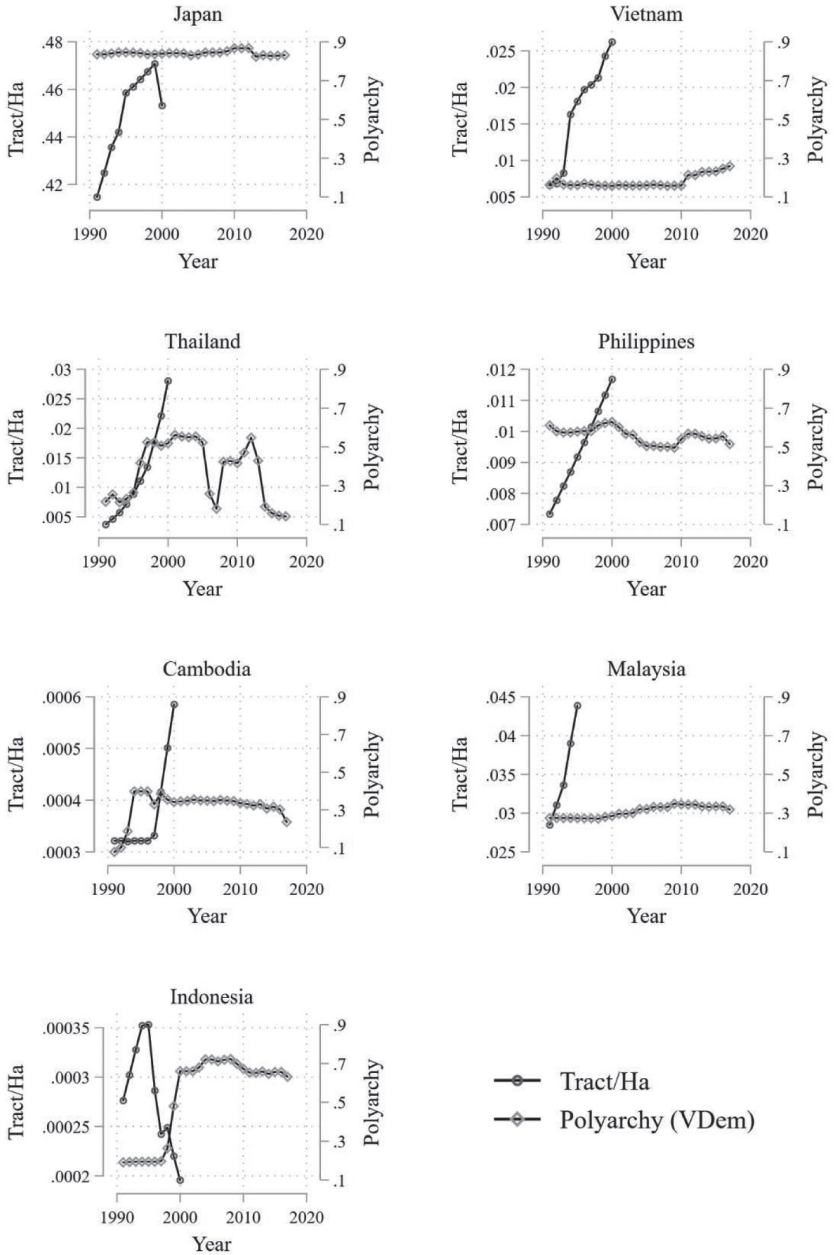 Japan
.48
.46
.44
.42
Tract/Ha
.9
.7
.5
.3
.1
Polyarchy
1990 2000 2010 2020
Year
Vietnam
.025
.02
.015
.01
.005
Tract/Ha
.9
.7
.5
.3
.1
Polyarchy
1990 2000 2010 2020
Year
Thailand
.03
.025
.02
.015
.01
.005
Tract/Ha
.9
.7
.5
.3
.1
Polyarchy
1990 2000 2010 2020
Year
Philippines
.012
.011
.01
.009
.008
.007
Tract/Ha
.9
.7
.5
.3
.1
Polyarchy
1990 2000 2010 2020
Year
Cambodia
.0006
.0005
.0004
.0003
Tract/Ha
.9
.7
.5
.3
.1
Polyarchy
1990 2000 2010 2020
Year
Malaysia
.045
.04
.035
.03
.025
Tract/Ha
.9
.7
.5
.3
.1
Polyarchy
1990 2000 2010 2020
Year
Indonesia
.00035
.0003
.00025
.0002
Tract/Ha
.9
.7
.5
.3
.1
Polyarchy
1990 2000 2010 2020
Year
Tract/Ha
Polyarchy (VDem)